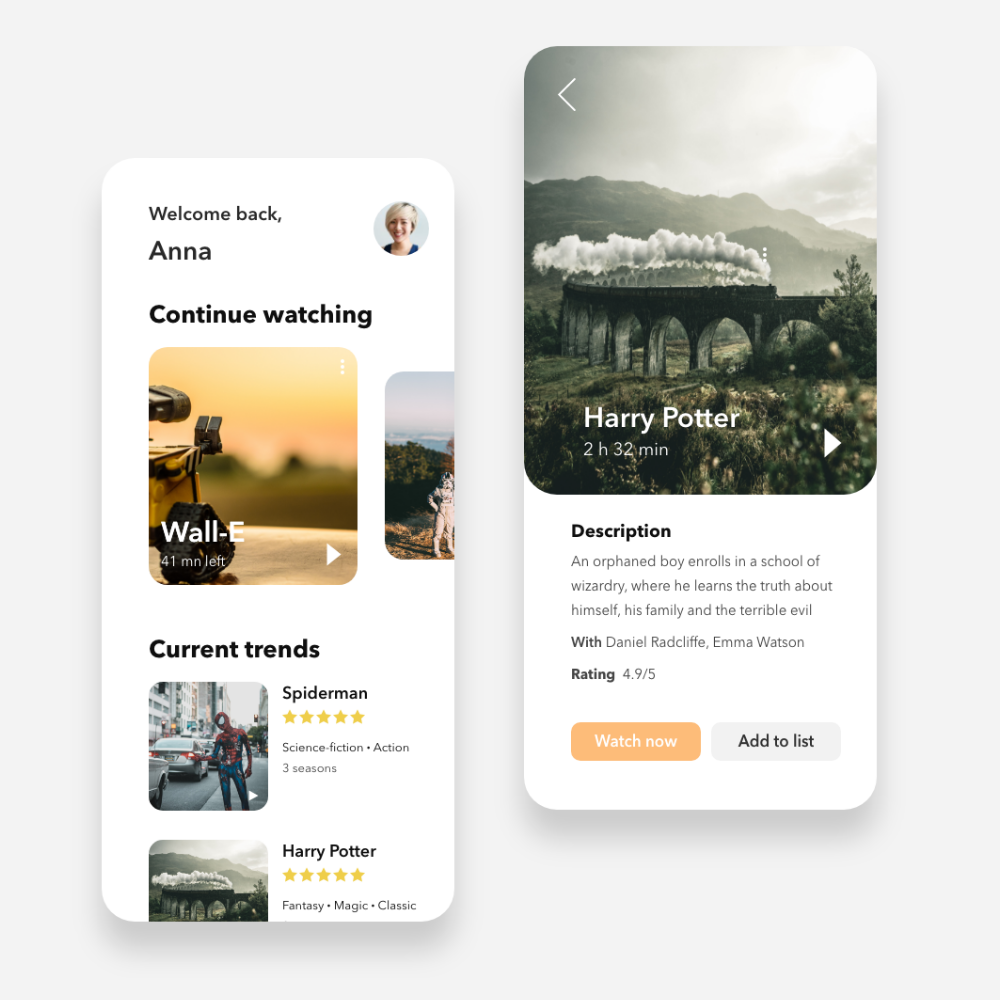 Welcome back,
Anna
Continue watching
Wall-E
41 mn left
Current trends
Spiderman
Science-fiction • Action
3 seasons
Harry Potter
Fantasy • Magic • Classic
Harry Potter
2 h 32 min
Description
An orphaned boy enrolls in a school of
wizardry, where he learns the truth about
himself, his family and the terrible evil
With Daniel Radcliffe, Emma Watson
Rating 4.9/5
Watch now
Add to list